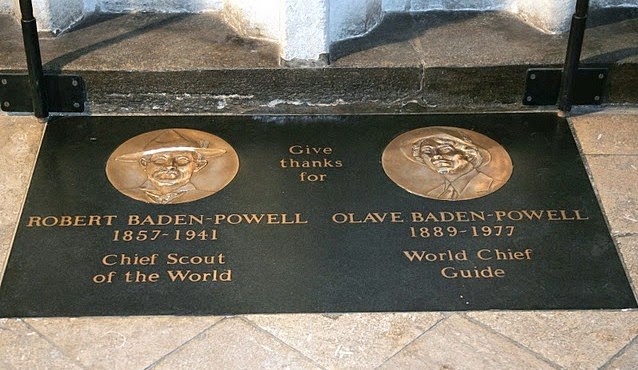 Give
thanks
for
ROBERT BADEN-POWELL
1857-1941
Chief Scout
of the World
OLAVE BADEN-POWELL
1889-1977
World Chief
Guide